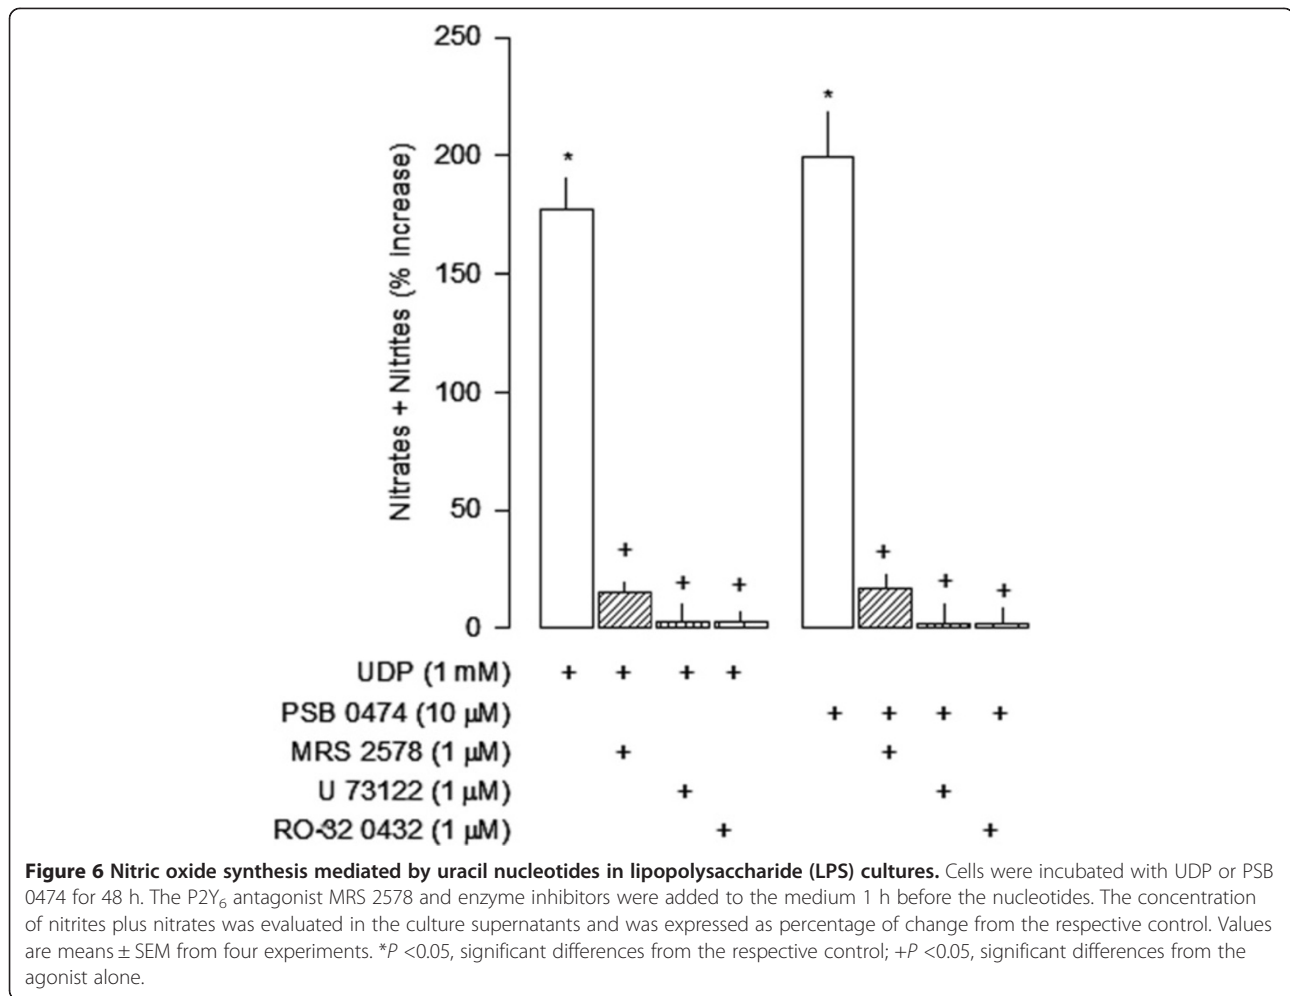 250
*
*
200
150
100
50
0
Nitrates + Nitrites (% Increase)
+ + + + + +
UDP (1 mM) + + + +
PSB 0474 (10 µM) + + + +
MRS 2578 (1 µM) + +
U 73122 (1 µM) + +
RO-32 0432 (1 µM) + +
Figure 6 Nitric oxide synthesis mediated by uracil nucleotides in lipopolysaccharide (LPS) cultures. Cells were incubated with UDP or PSB
0474 for 48 h. The P2Y₆ antagonist MRS 2578 and enzyme inhibitors were added to the medium 1 h before the nucleotides. The concentration
of nitrites plus nitrates was evaluated in the culture supernatants and was expressed as percentage of change from the respective control. Values
are means ± SEM from four experiments. *P <0.05, significant differences from the respective control; +P <0.05, significant differences from the
agonist alone.